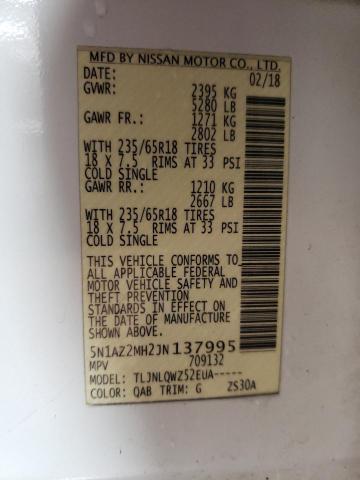 MFD BY NISSAN MOTOR CO., LTD.
DATE: 02/18
GVWR: 2395 KG
5280 LB
GAWR FR.: 1271 KG
2802 LB
WITH 235/65R18 TIRES
18 X 7.5 RIMS AT 33 PSI
COLD SINGLE
GAWR RR.: 1210 KG
2667 LB
WITH 235/65R18 TIRES
18 X 7.5 RIMS AT 33 PSI
COLD SINGLE
THIS VEHICLE CONFORMS TO
ALL APPLICABLE FEDERAL
MOTOR VEHICLE SAFETY AND
THEFT PREVENTION
STANDARDS IN EFFECT ON
THE DATE OF MANUFACTURE
SHOWN ABOVE.
5N1AZ2MH2JN137995
MPV 709132
MODEL: TLJNLQWZ52EUA-----
COLOR: QAB TRIM: G ZS30A